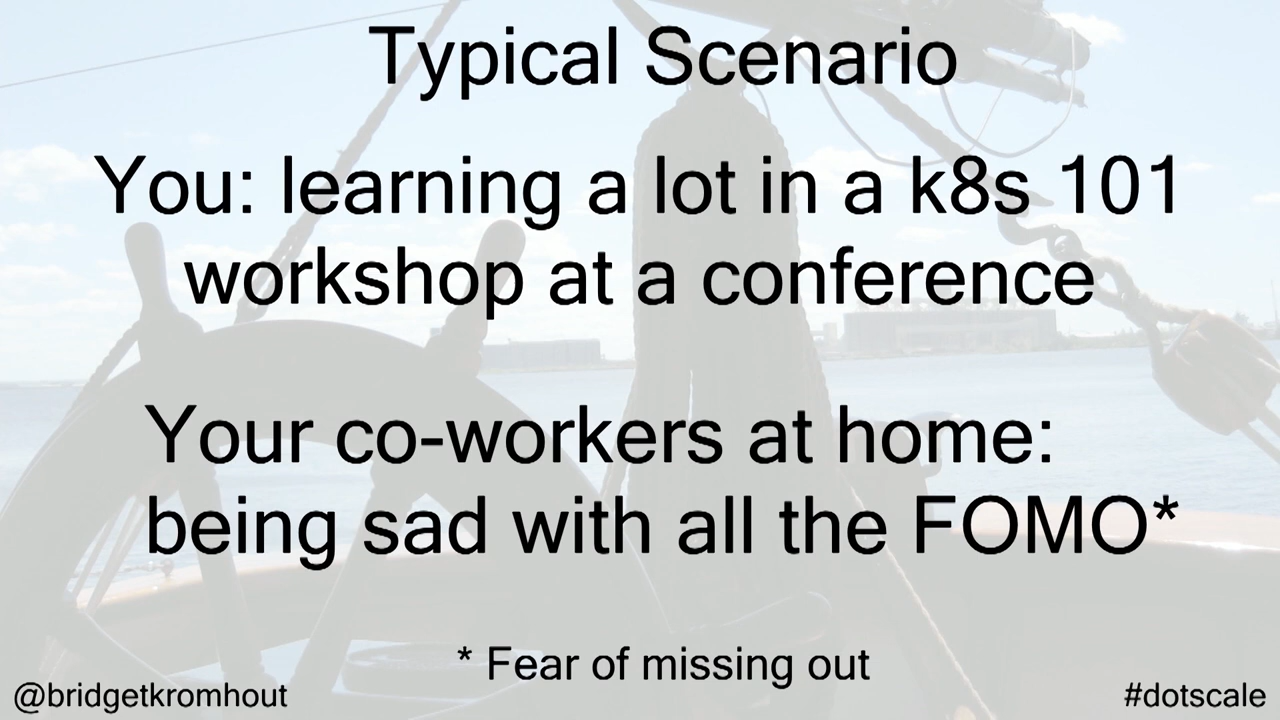 Typical Scenario
You: learning a lot in a k8s 101
workshop at a conference
Your co-workers at home:
being sad with all the FOMO*
* Fear of missing out
@bridgetkromhout
#dotscale